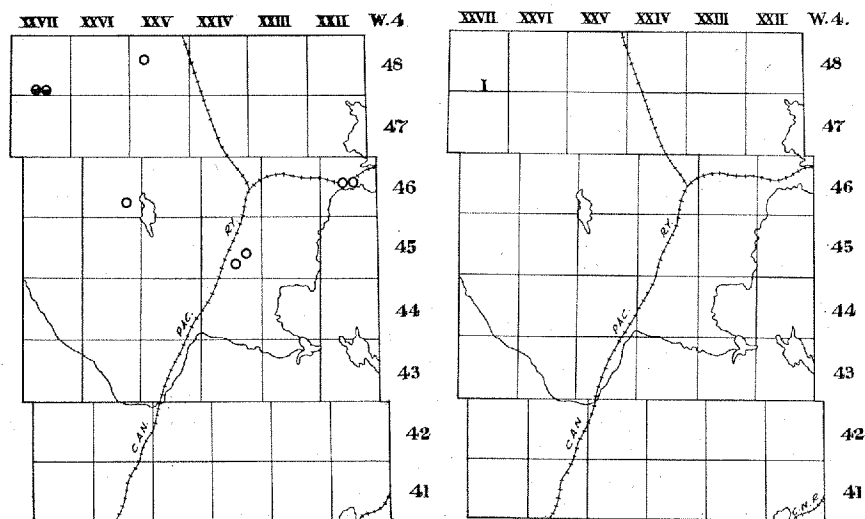 XXVII XXVI XXV XXIV XXIII XXII W.4.
48
47
46
45
44
43
42
41
RY.
PAC.
CAN.
XXVII XXVI XXV XXIV XXIII XXII W.4.
48
47
46
45
44
43
42
41
I
RY.
PAC.
CAN
C.N.R.